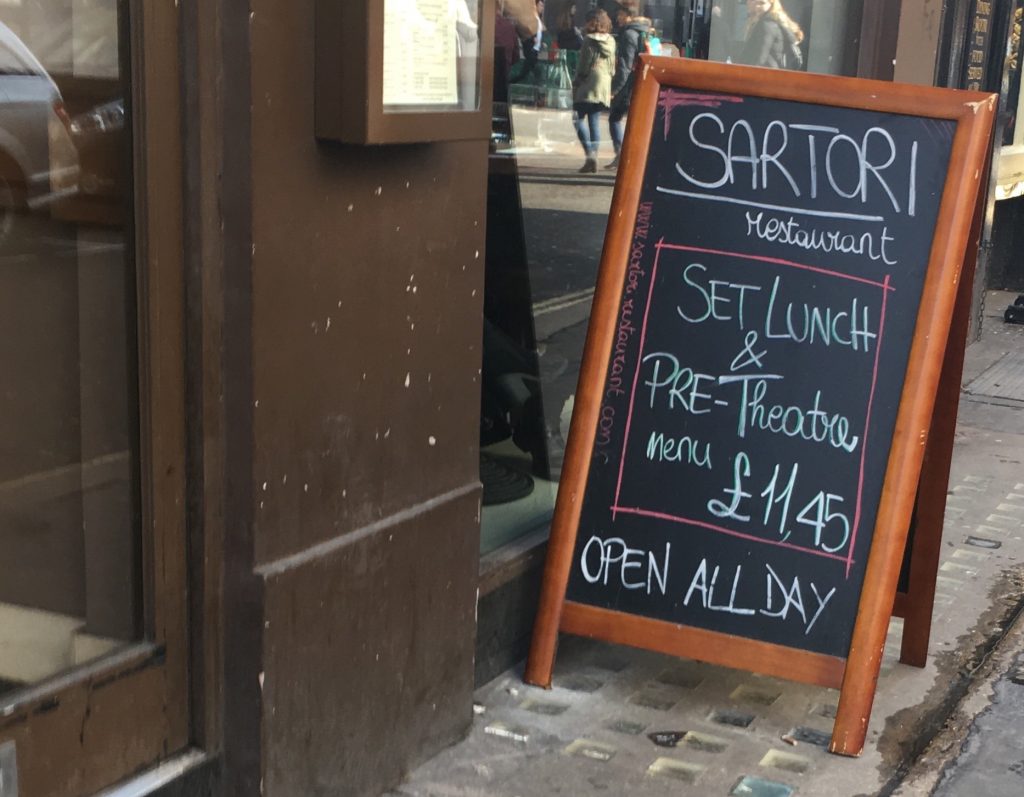 SARTORI
restaurant
www.sartori.restaurant.com
SET LUNCH
&
PRE-Theatre
menu
£11,45
OPEN ALL DAY